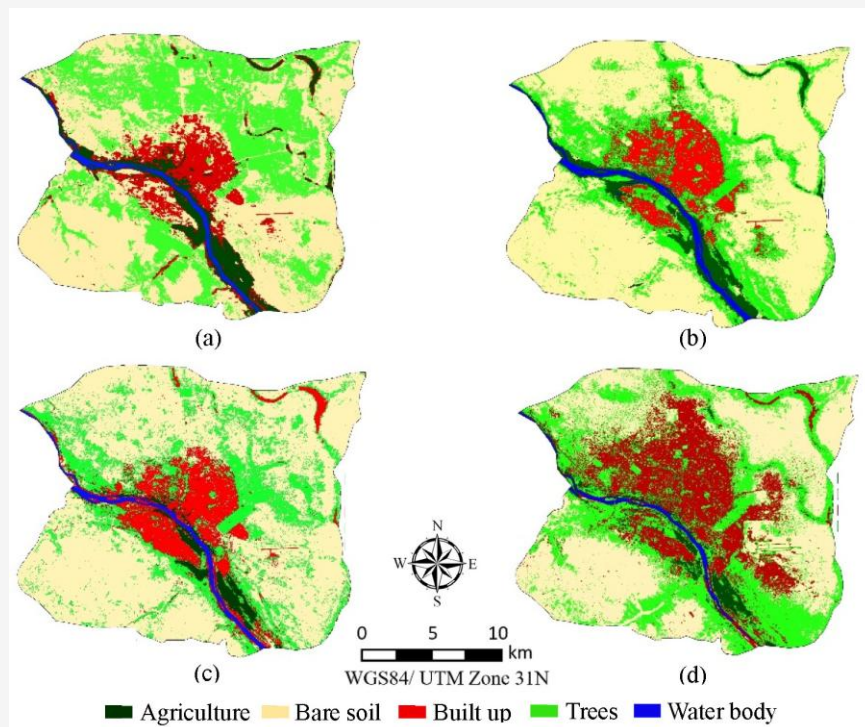 (a)
(b)
N
W E
S
0 5 10
km
WGS84/ UTM Zone 31N
(c)
(d)
Agriculture Bare soil Built up Trees Water body